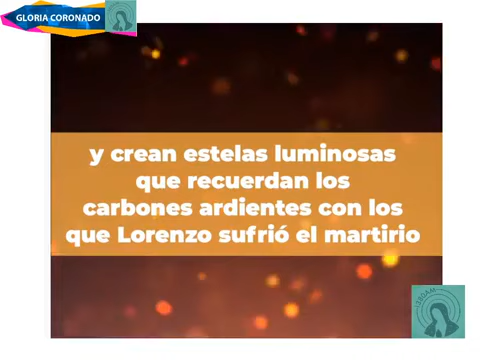 GLORIA CORONADO
y crean estelas luminosas
que recuerdan los
carbones ardientes con los
que Lorenzo sufrió el martirio